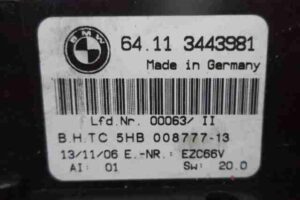 BMW
64.11 3443981
Made in Germany
Lfd.Nr. 00063/ II
B.H.TC 5HB 008777-13
13/11/06 E.-NR.: EZC66V
AI: 01 SW: 20.0